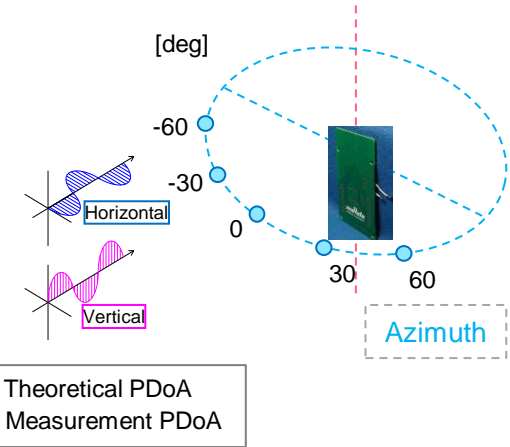 [deg]
-60
-30
0
30
60
Horizontal
Vertical
Azimuth
Theoretical PDoA
Measurement PDoA